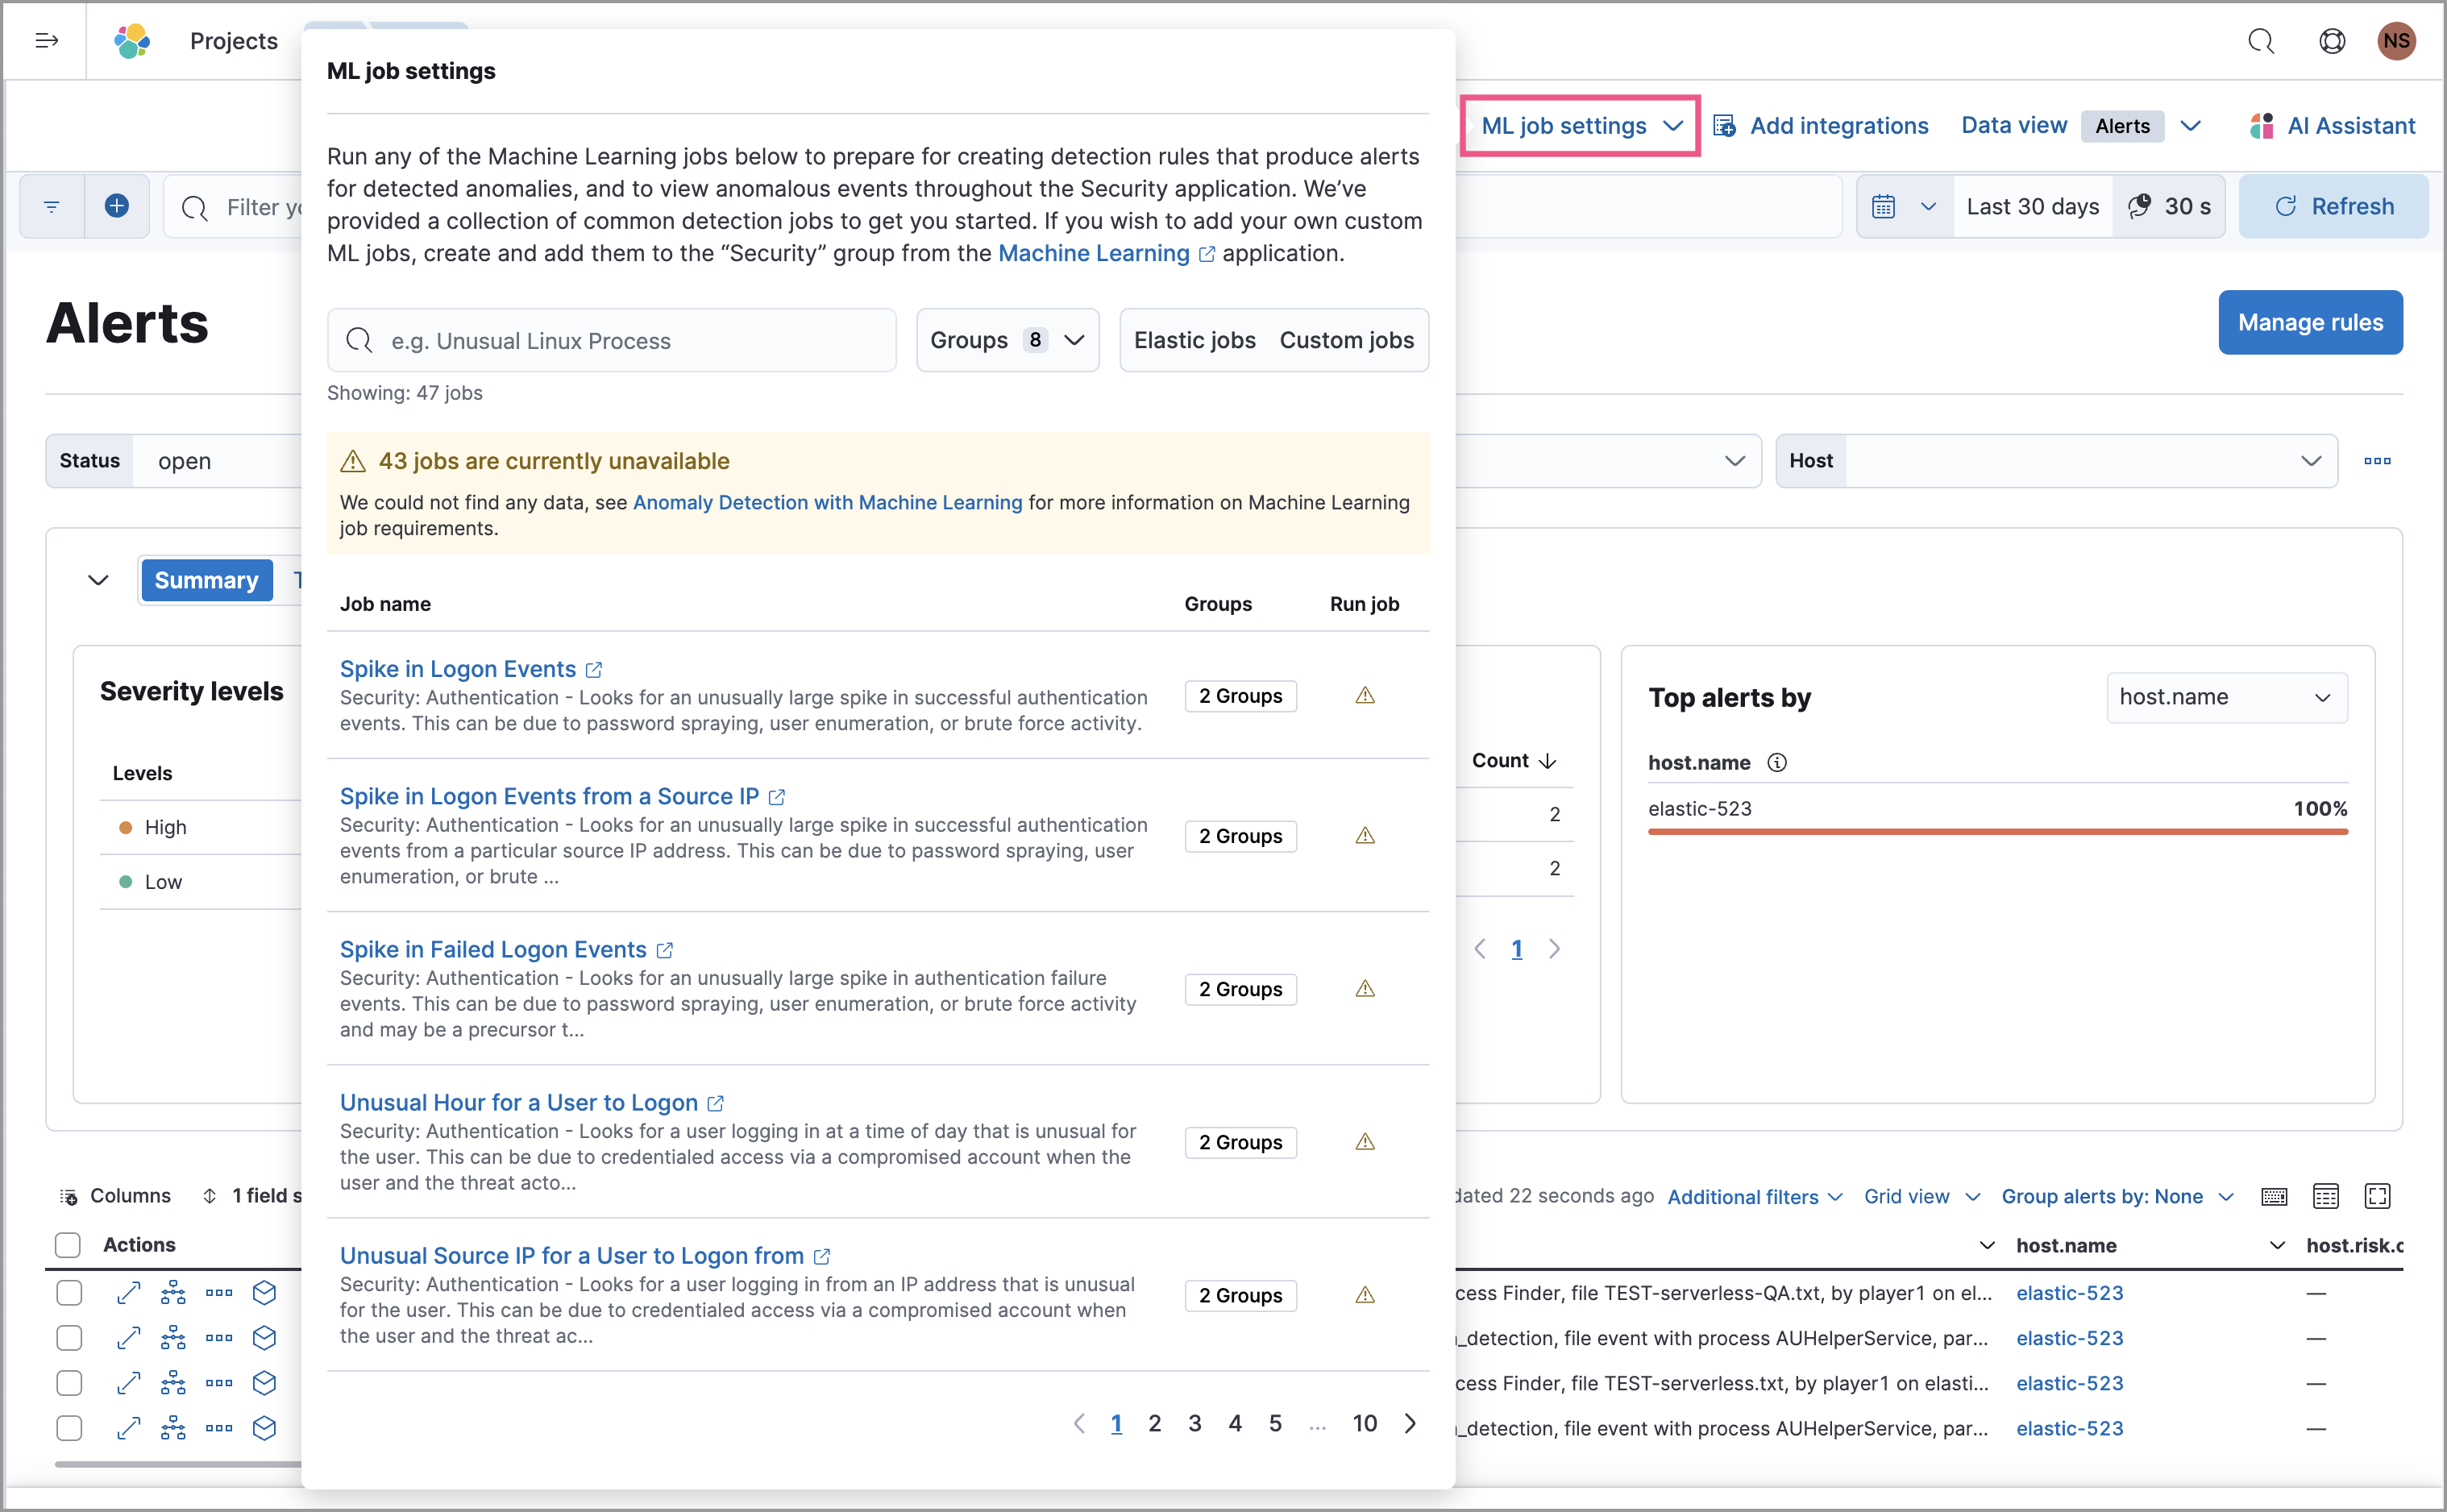 Projects
NS
ML job settings
Add integrations
Data view
Alerts
AI Assistant
Last 30 days
30 s
Refresh
Alerts
Manage rules
Status
open
Host
Summary
Severity levels
Levels
High
Low
Count
2
2
1
Top alerts by
host.name
host.name
elastic-523
100%
ML job settings
Run any of the Machine Learning jobs below to prepare for creating detection rules that produce alerts
for detected anomalies, and to view anomalous events throughout the Security application. We’ve
provided a collection of common detection jobs to get you started. If you wish to add your own custom
ML jobs, create and add them to the “Security” group from the Machine Learning application.
e.g. Unusual Linux Process
Groups 8
Elastic jobs
Custom jobs
Showing: 47 jobs
43 jobs are currently unavailable
We could not find any data, see Anomaly Detection with Machine Learning for more information on Machine Learning
job requirements.
Job name
Groups
Run job
Spike in Logon Events
Security: Authentication - Looks for an unusually large spike in successful authentication
events. This can be due to password spraying, user enumeration, or brute force activity.
2 Groups
Spike in Logon Events from a Source IP
Security: Authentication - Looks for an unusually large spike in successful authentication
events from a particular source IP address. This can be due to password spraying, user
enumeration, or brute ...
2 Groups
Spike in Failed Logon Events
Security: Authentication - Looks for an unusually large spike in authentication failure
events. This can be due to password spraying, user enumeration, or brute force activity
and may be a precursor t...
2 Groups
Unusual Hour for a User to Logon
Security: Authentication - Looks for a user logging in at a time of day that is unusual for
the user. This can be due to credentialed access via a compromised account when the
user and the threat acto...
2 Groups
Unusual Source IP for a User to Logon from
Security: Authentication - Looks for a user logging in from an IP address that is unusual
for the user. This can be due to credentialed access via a compromised account when
the user and the threat ac...
2 Groups
1 2 3 4 5 ... 10
Filter
Columns
1 field
22 seconds ago
Additional filters
Grid view
Group alerts by: None
Actions
host.name
Finder, file TEST-serverless-QA.txt, by player1 on el...
elastic-523
—
file event with process AUHelperService, par...
elastic-523
—
Finder, file TEST-serverless.txt, by player1 on elasti...
elastic-523
—
file event with process AUHelperService, par...
elastic-523
—